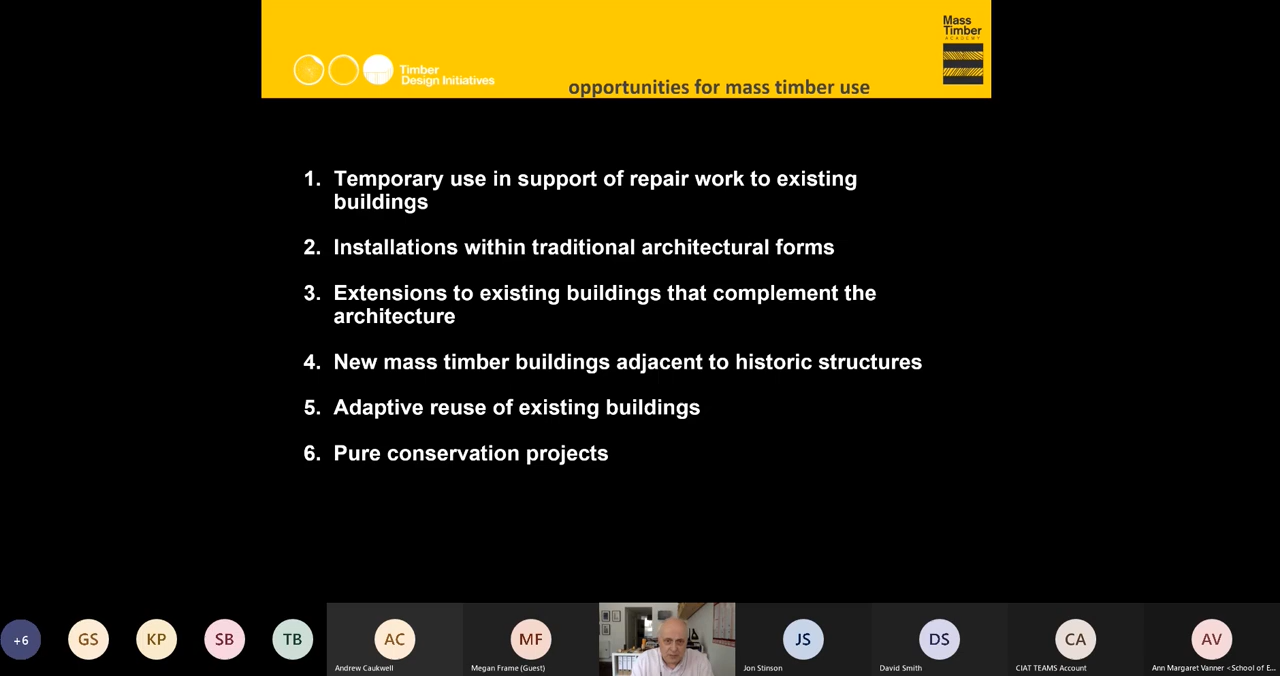 Mass
Timber
ACADEMY
Timber
Design Initiatives
opportunities for mass timber use
1. Temporary use in support of repair work to existing
buildings
2. Installations within traditional architectural forms
3. Extensions to existing buildings that complement the
architecture
4. New mass timber buildings adjacent to historic structures
5. Adaptive reuse of existing buildings
6. Pure conservation projects
+6
GS
KP
SB
TB
AC
Andrew Caukwell
MF
Megan Frame (Guest)
JS
Jon Stinson
DS
David Smith
CA
CIAT TEAMS Account
AV
Ann Margaret Vanner <School of E...